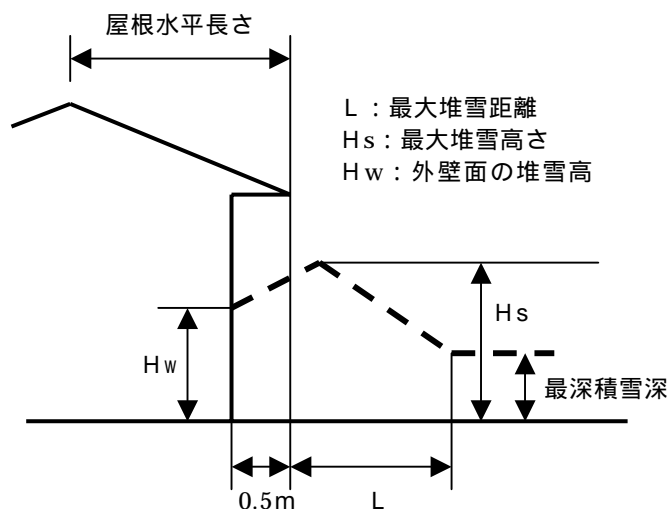 屋根水平長さ
L：最大堆雪距離
Hs：最大堆雪高さ
Hw：外壁面の堆雪高
Hs
Hw
最深積雪深
0.5m
L